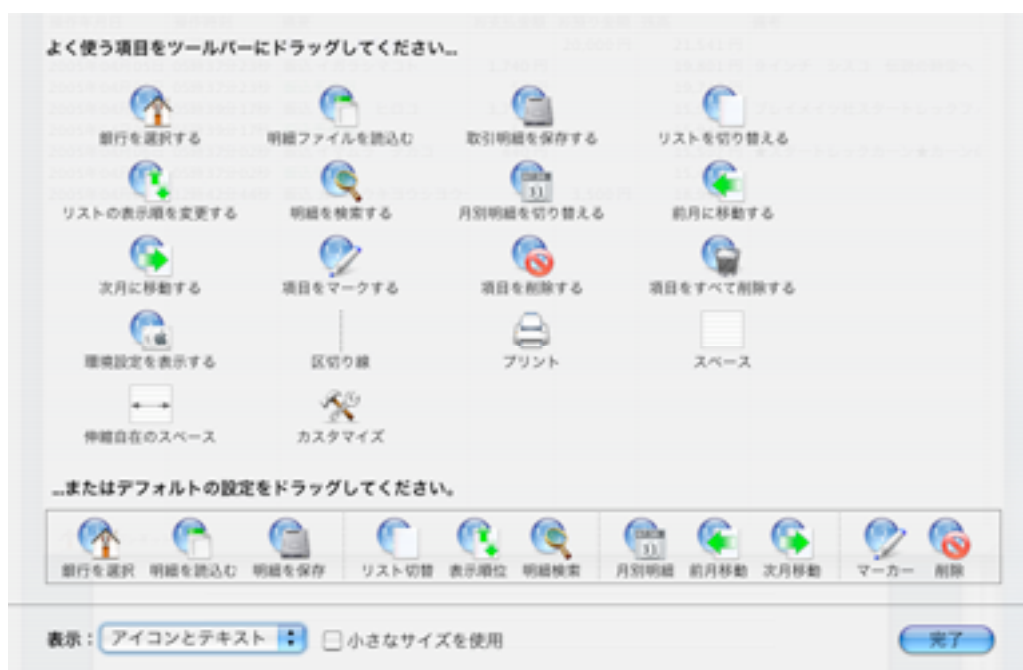 よく使う項目をツールバーにドラッグしてください...
銀行を選択する 明細ファイルを読込む 取引明細を保存する リストを切り替える
リストの表示順を変更する 明細を検索する 月別明細を切り替える 前月に移動する
次月に移動する 項目をマークする 項目を削除する 項目をすべて削除する
環境設定を表示する 区切り線 プリント スペース
伸縮自在のスペース カスタマイズ
...またはデフォルトの設定をドラッグしてください。
銀行を選択 明細を読込む 明細を保存 リスト切替 表示順位 明細検索 月別明細 前月移動 次月移動 マーカー 削除
表示： アイコンとテキスト 小さなサイズを使用 完了